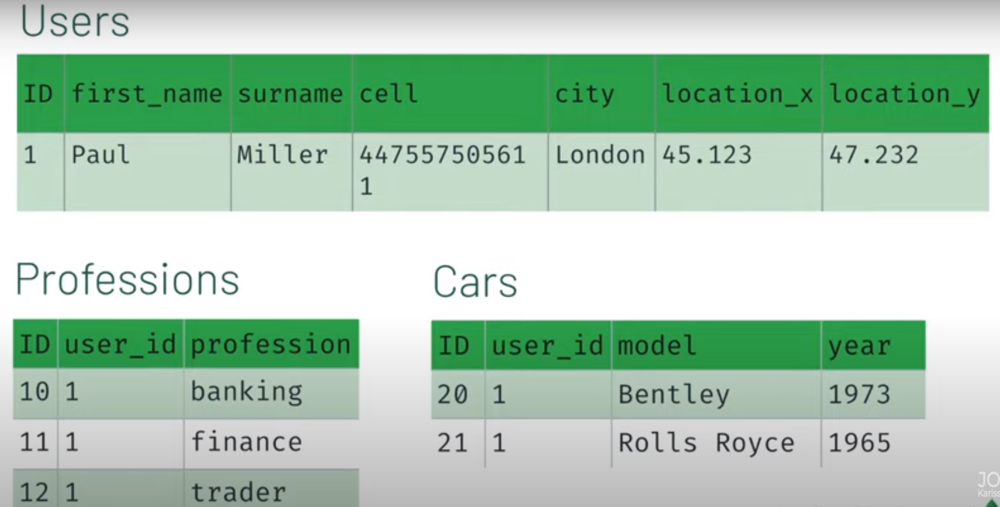 Users
ID first_name surname cell city location_x location_y
1 Paul Miller 44755750561 London 45.123 47.232
1
Professions
ID user_id profession
10 1 banking
11 1 finance
12 1 trader
Cars
ID user_id model year
20 1 Bentley 1973
21 1 Rolls Royce 1965
JO
Kariss